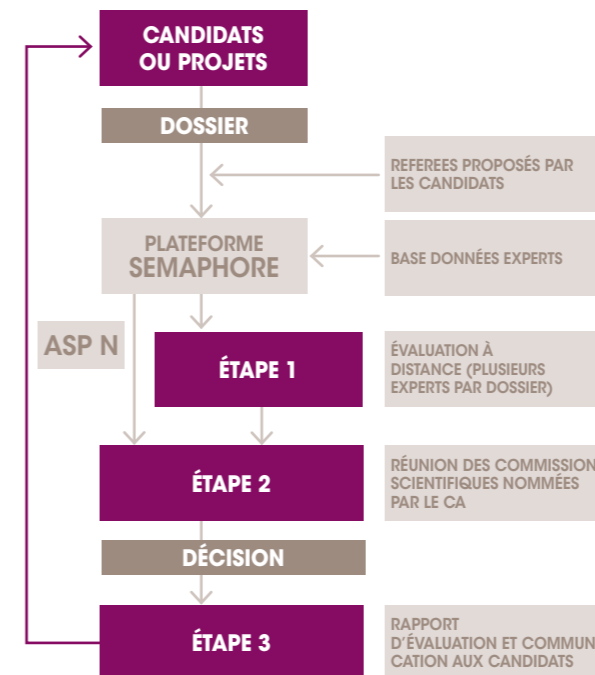 CANDIDATS
OU PROJETS
DOSSIER
REFEREES PROPOSÉS PAR
LES CANDIDATS
PLATEFORME
SEMAPHORE
BASE DONNÉES EXPERTS
ASP N
ÉTAPE 1
ÉVALUATION À
DISTANCE (PLUSIEURS
EXPERTS PAR DOSSIER)
ÉTAPE 2
RÉUNION DES COMMISSION
SCIENTIFIQUES NOMMÉES
PAR LE CA
DÉCISION
ÉTAPE 3
RAPPORT
D'ÉVALUATION ET COMMUN
CATION AUX CANDIDATS